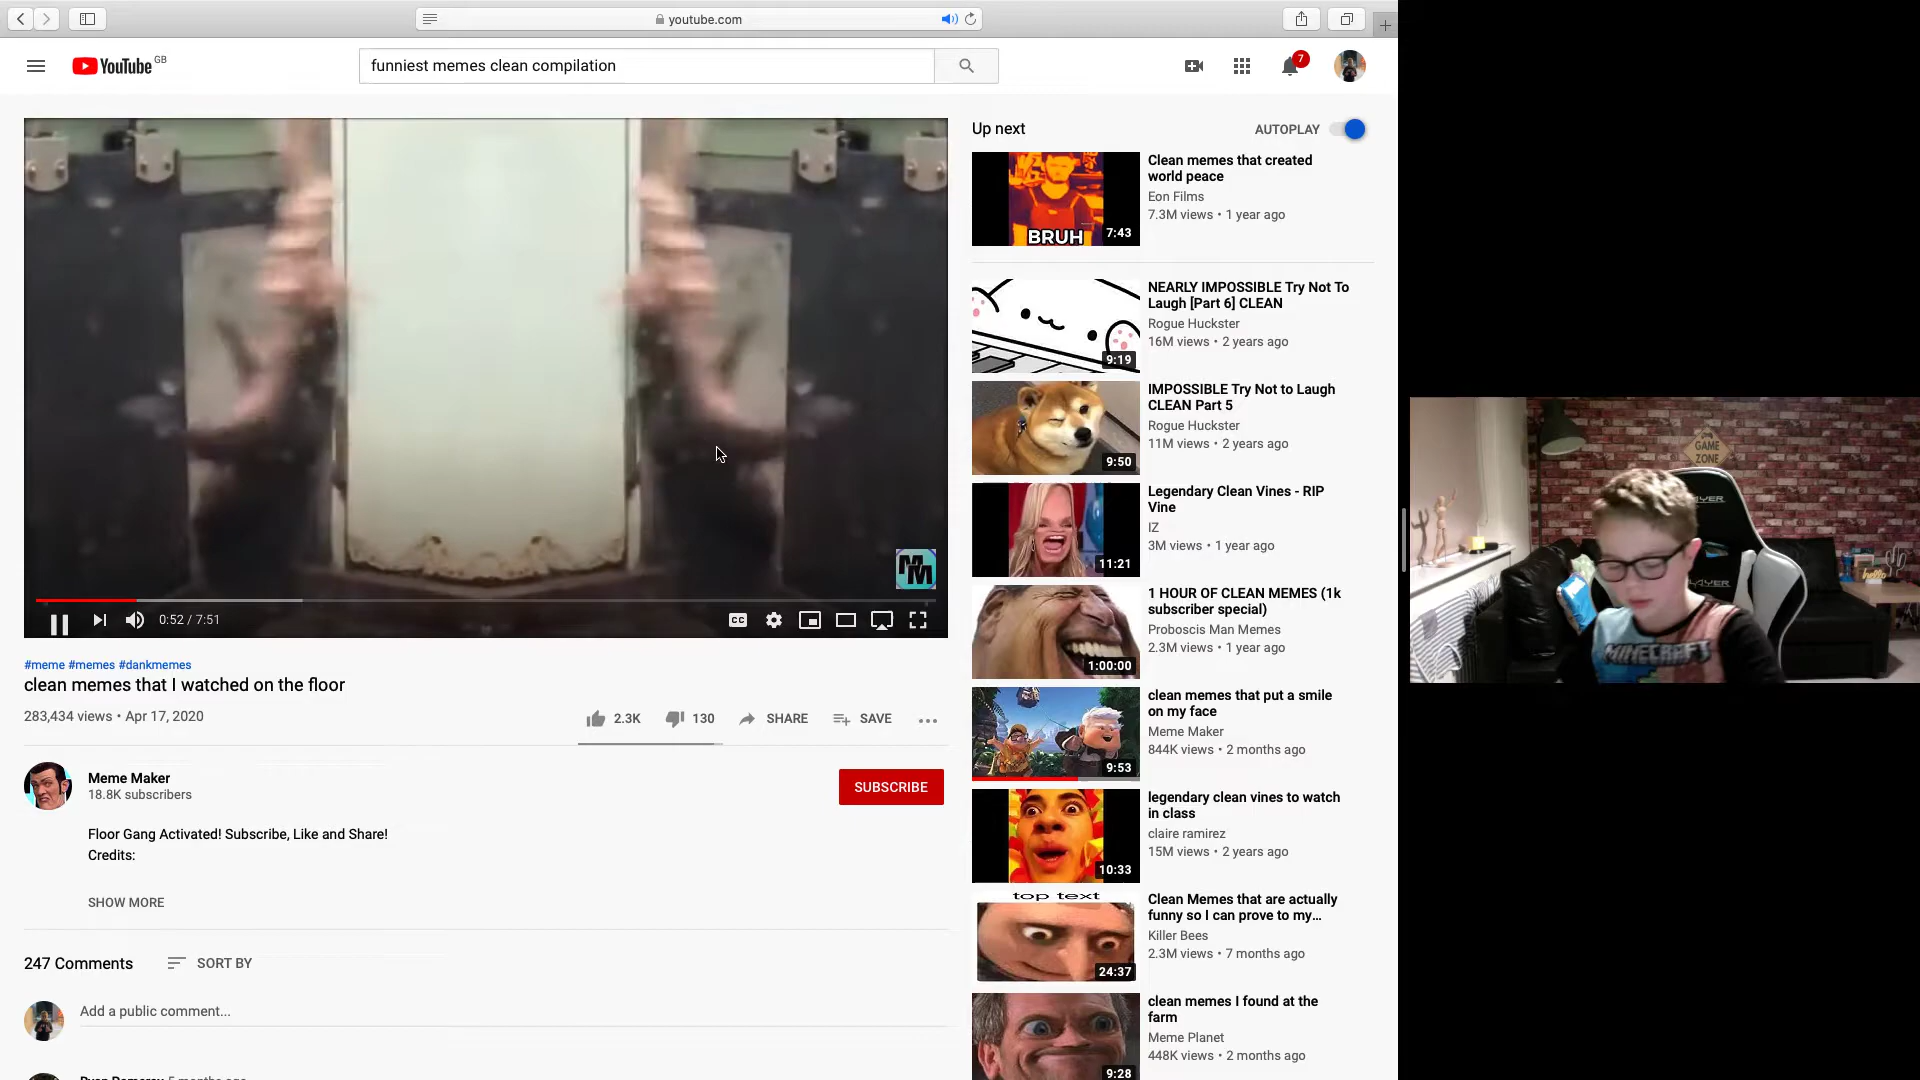 youtube.com
YouTube GB
funniest memes clean compilation
7
MM
0:52 / 7:51
CC
#meme #memes #dankmemes
clean memes that I watched on the floor
283,434 views • Apr 17, 2020
2.3K
130
SHARE
SAVE
Meme Maker
18.8K subscribers
SUBSCRIBE
Floor Gang Activated! Subscribe, Like and Share!
Credits:
SHOW MORE
247 Comments
SORT BY
Add a public comment...
Up next
AUTOPLAY
BRUH
7:43
Clean memes that created
world peace
Eon Films
7.3M views • 1 year ago
9:19
NEARLY IMPOSSIBLE Try Not To
Laugh [Part 6] CLEAN
Rogue Huckster
16M views • 2 years ago
9:50
IMPOSSIBLE Try Not to Laugh
CLEAN Part 5
Rogue Huckster
11M views • 2 years ago
11:21
Legendary Clean Vines - RIP
Vine
IZ
3M views • 1 year ago
1:00:00
1 HOUR OF CLEAN MEMES (1k
subscriber special)
Proboscis Man Memes
2.3M views • 1 year ago
9:53
clean memes that put a smile
on my face
Meme Maker
844K views • 2 months ago
10:33
legendary clean vines to watch
in class
claire ramirez
15M views • 2 years ago
top text
24:37
Clean Memes that are actually
funny so I can prove to my...
Killer Bees
2.3M views • 7 months ago
9:28
clean memes I found at the
farm
Meme Planet
448K views • 2 months ago
GAME
ZONE
hello
MINECRAFT